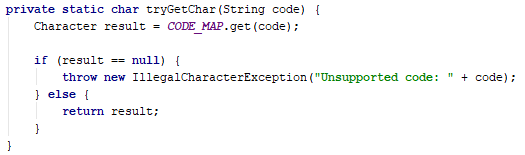 private static char tryGetChar(String code) {
    Character result = CODE_MAP.get(code);

    if (result == null) {
        throw new IllegalCharacterException("Unsupported code: " + code);
    } else {
        return result;
    }
}